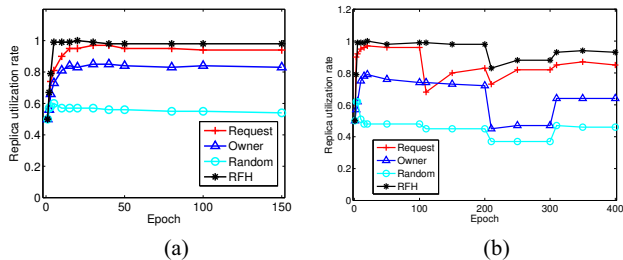 Replica utilization rate
1.2
1
0.8
0.6
0.4
0.2
0
0
50
100
150
Epoch
Request
Owner
Random
RFH
(a)
Replica utilization rate
1.2
1
0.8
0.6
0.4
0.2
0
0
100
200
300
400
Epoch
Request
Owner
Random
RFH
(b)